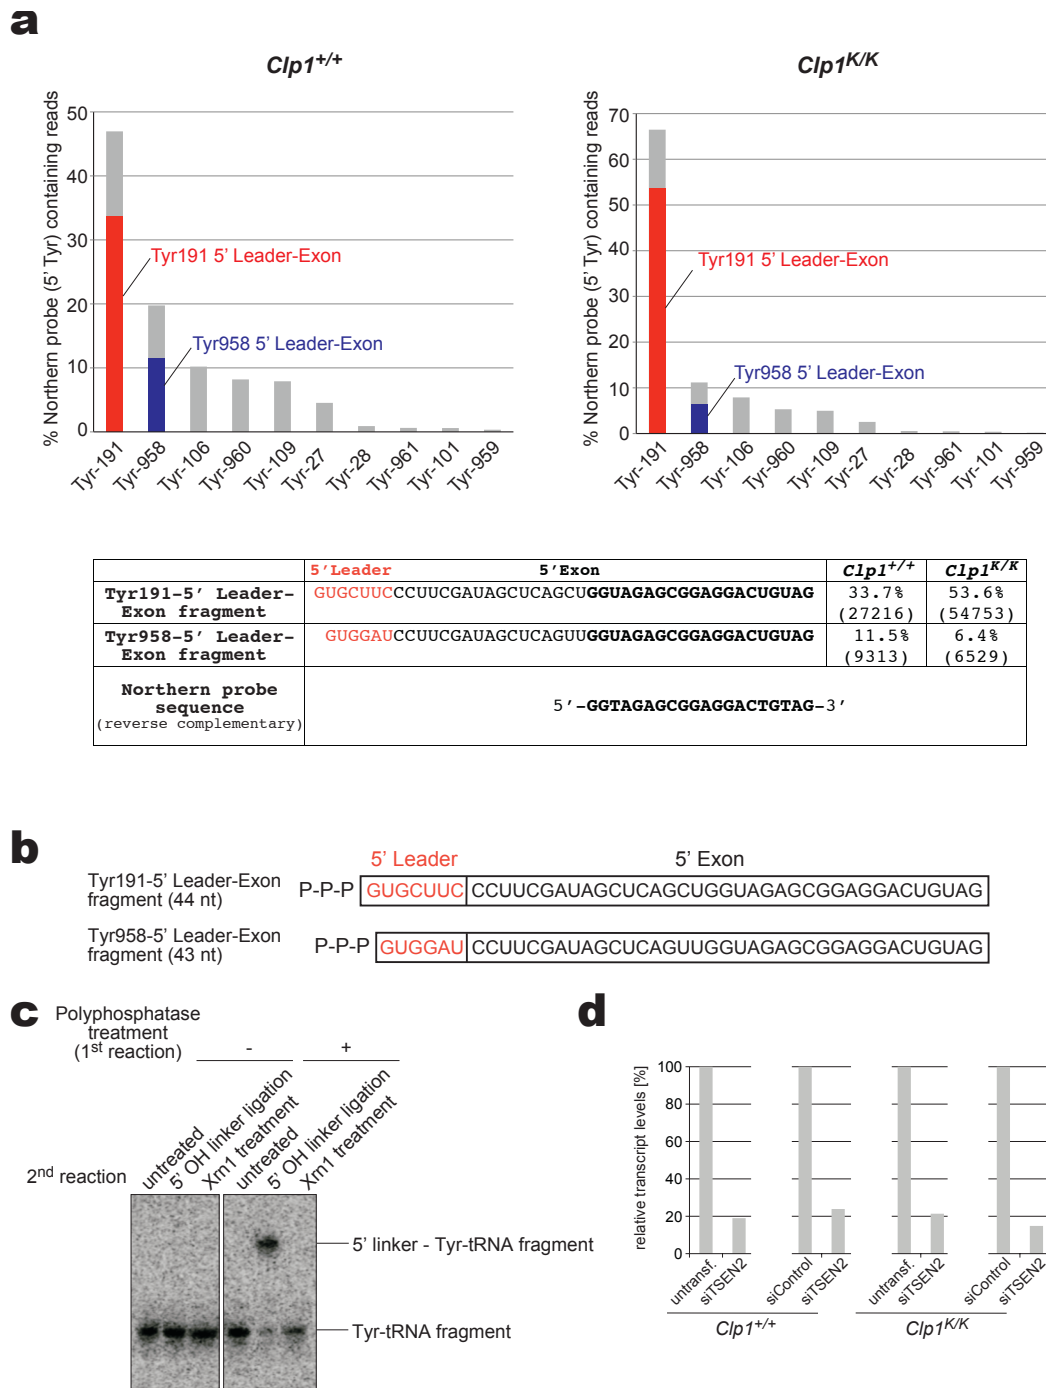 a
Clp1+/+
Clp1K/K
% Northern probe (5' Tyr) containing reads
50
40
30
20
10
0
Tyr191 5' Leader-Exon
Tyr958 5' Leader-Exon
Tyr-191
Tyr-958
Tyr-106
Tyr-960
Tyr-109
Tyr-27
Tyr-28
Tyr-961
Tyr-101
Tyr-959
% Northern probe (5' Tyr) containing reads
70
60
50
40
30
20
10
0
Tyr191 5' Leader-Exon
Tyr958 5' Leader-Exon
Tyr-191
Tyr-958
Tyr-106
Tyr-960
Tyr-109
Tyr-27
Tyr-28
Tyr-961
Tyr-101
Tyr-959
5'Leader 5'Exon Clp1+/+ Clp1K/K
Tyr191-5' Leader- GUGCUUCCCUUCGAUAGCUCAGCUGGUAGAGCGGAGGACUGUAG 33.7% 53.6%
Exon fragment (27216) (54753)
Tyr958-5' Leader- GUGGAUCCUUCGAUAGCUCAGUUGGUAGAGCGGAGGACUGUAG 11.5% 6.4%
Exon fragment (9313) (6529)
Northern probe
sequence
(reverse complementary)
5'-GGTAGAGCGGAGGACTGTAG-3'
b
5' Leader 5' Exon
Tyr191-5' Leader-Exon
fragment (44 nt)
P-P-P GUGCUUC CCUUCGAUAGCUCAGCUGGUAGAGCGGAGGACUGUAG
Tyr958-5' Leader-Exon
fragment (43 nt)
P-P-P GUGGAU CCUUCGAUAGCUCAGUUGGUAGAGCGGAGGACUGUAG
c
Polyphosphatase
treatment
(1st reaction)
- +
2nd reaction
untreated
5' OH linker ligation
Xrn1 treatment
untreated
5' OH linker ligation
Xrn1 treatment
5' linker - Tyr-tRNA fragment
Tyr-tRNA fragment
d
relative transcript levels [%]
100
80
60
40
20
0
untransf.
siTSEN2
siControl
siTSEN2
untransf.
siTSEN2
siControl
siTSEN2
Clp1+/+
Clp1K/K